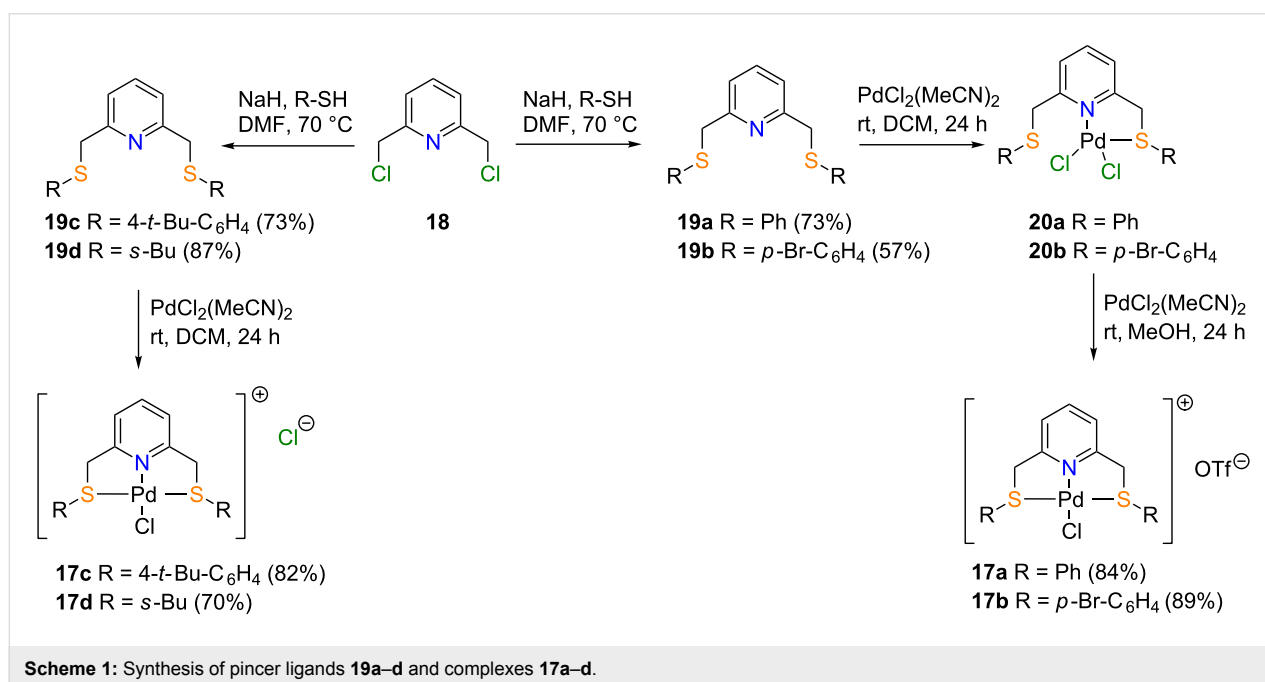 NaH, R-SH
DMF, 70 °C
N
S
S
R
R
19c R = 4-t-Bu-C6H4 (73%)
19d R = s-Bu (87%)
N
Cl
Cl
18
NaH, R-SH
DMF, 70 °C
N
S
S
R
R
19a R = Ph (73%)
19b R = p-Br-C6H4 (57%)
PdCl2(MeCN)2
rt, DCM, 24 h
N
S
Pd
S
R
Cl
Cl
R
20a R = Ph
20b R = p-Br-C6H4
PdCl2(MeCN)2
rt, DCM, 24 h
PdCl2(MeCN)2
rt, MeOH, 24 h
N
S
Pd
S
R
Cl
R
⊕
Cl⊖
17c R = 4-t-Bu-C6H4 (82%)
17d R = s-Bu (70%)
N
S
Pd
S
R
Cl
R
⊕
OTf⊖
17a R = Ph (84%)
17b R = p-Br-C6H4 (89%)
Scheme 1: Synthesis of pincer ligands 19a–d and complexes 17a–d.